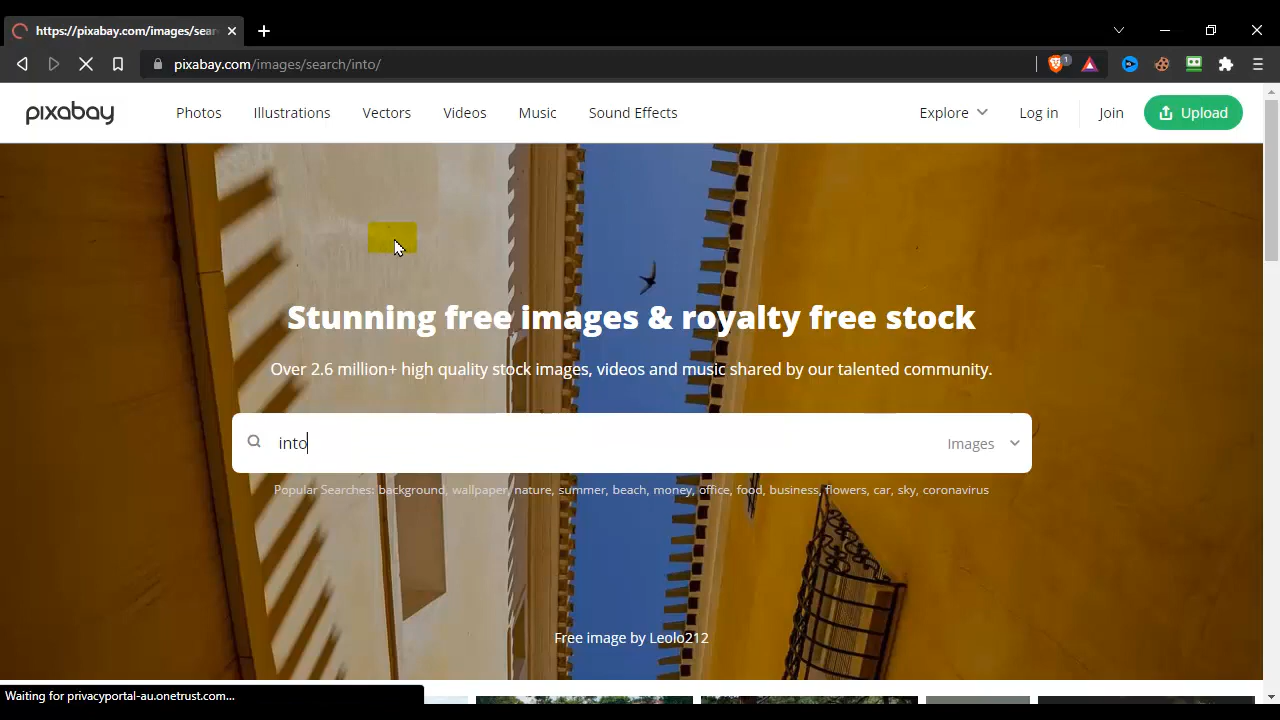 https://pixabay.com/images/sear
pixabay.com/images/search/into/
1
pixabay
Photos
Illustrations
Vectors
Videos
Music
Sound Effects
Explore
Log in
Join
Upload
Stunning free images & royalty free stock
Over 2.6 million+ high quality stock images, videos and music shared by our talented community.
into
Images
Popular Searches: background, wallpaper, nature, summer, beach, money, office, food, business, flowers, car, sky, coronavirus
Free image by Leolo212
Waiting for privacyportal-au.onetrust.com...